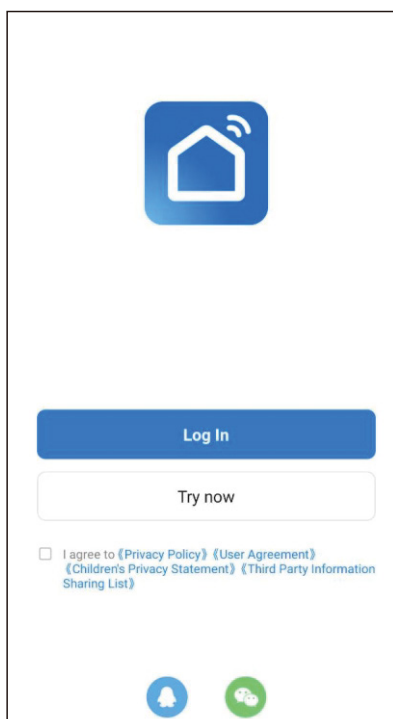 Log In
Try now
I agree to 《Privacy Policy》 《User Agreement》
《Children's Privacy Statement》 《Third Party Information
Sharing List》